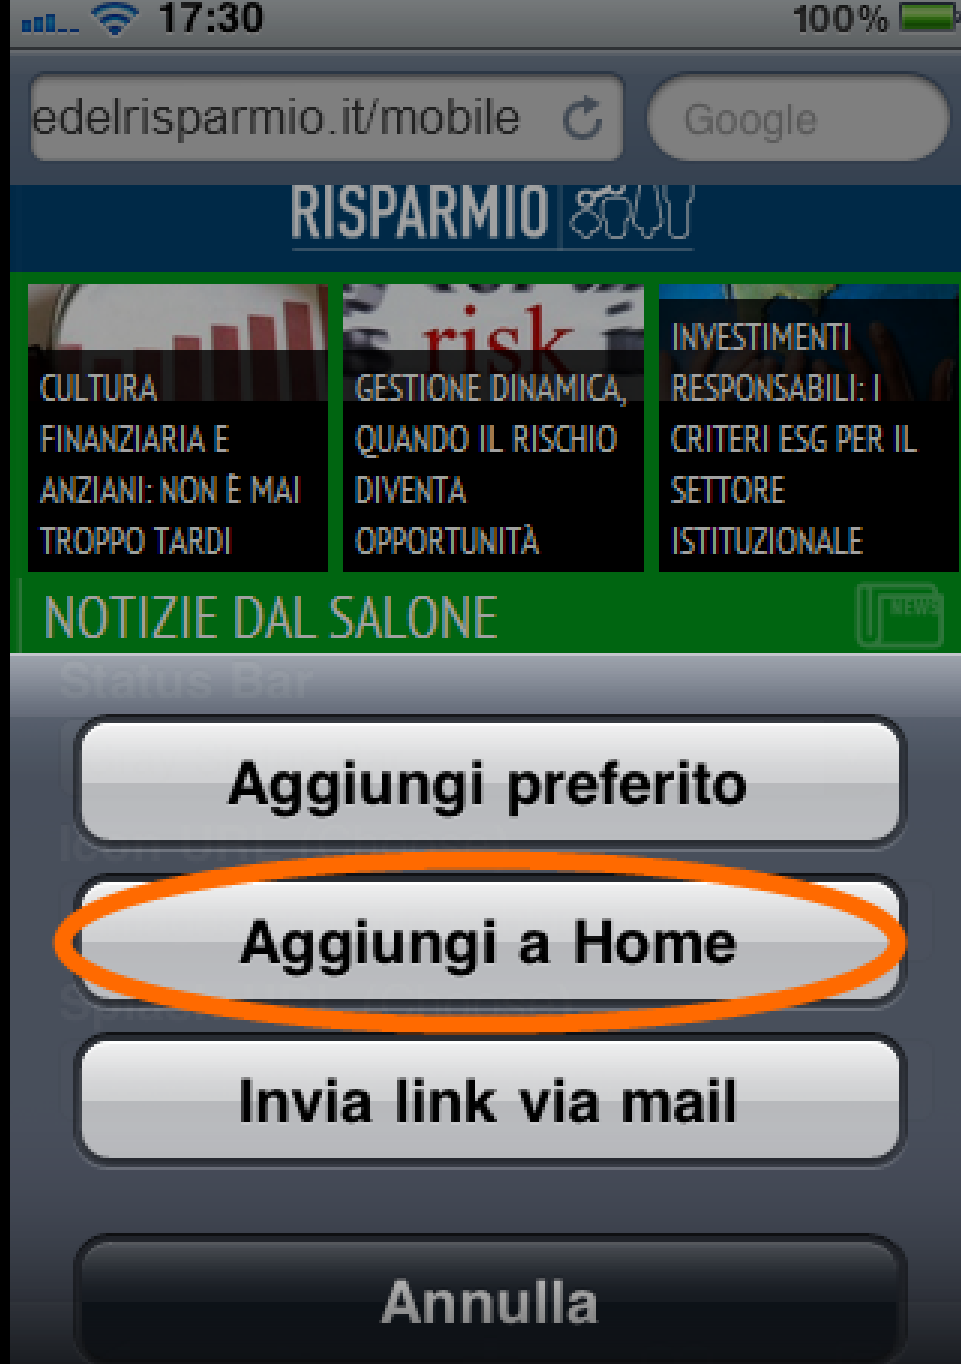 17:30
100%
edelrisparmio.it/mobile
Google
RISPARMIO
risk
CULTURA
FINANZIARIA E
ANZIANI: NON È MAI
TROPPO TARDI
GESTIONE DINAMICA,
QUANDO IL RISCHIO
DIVENTA
OPPORTUNITÀ
INVESTIMENTI
RESPONSABILI: I
CRITERI ESG PER IL
SETTORE
ISTITUZIONALE
NOTIZIE DAL SALONE
NEWS
Status Bar
Aggiungi preferito
Aggiungi a Home
Invia link via mail
Annulla